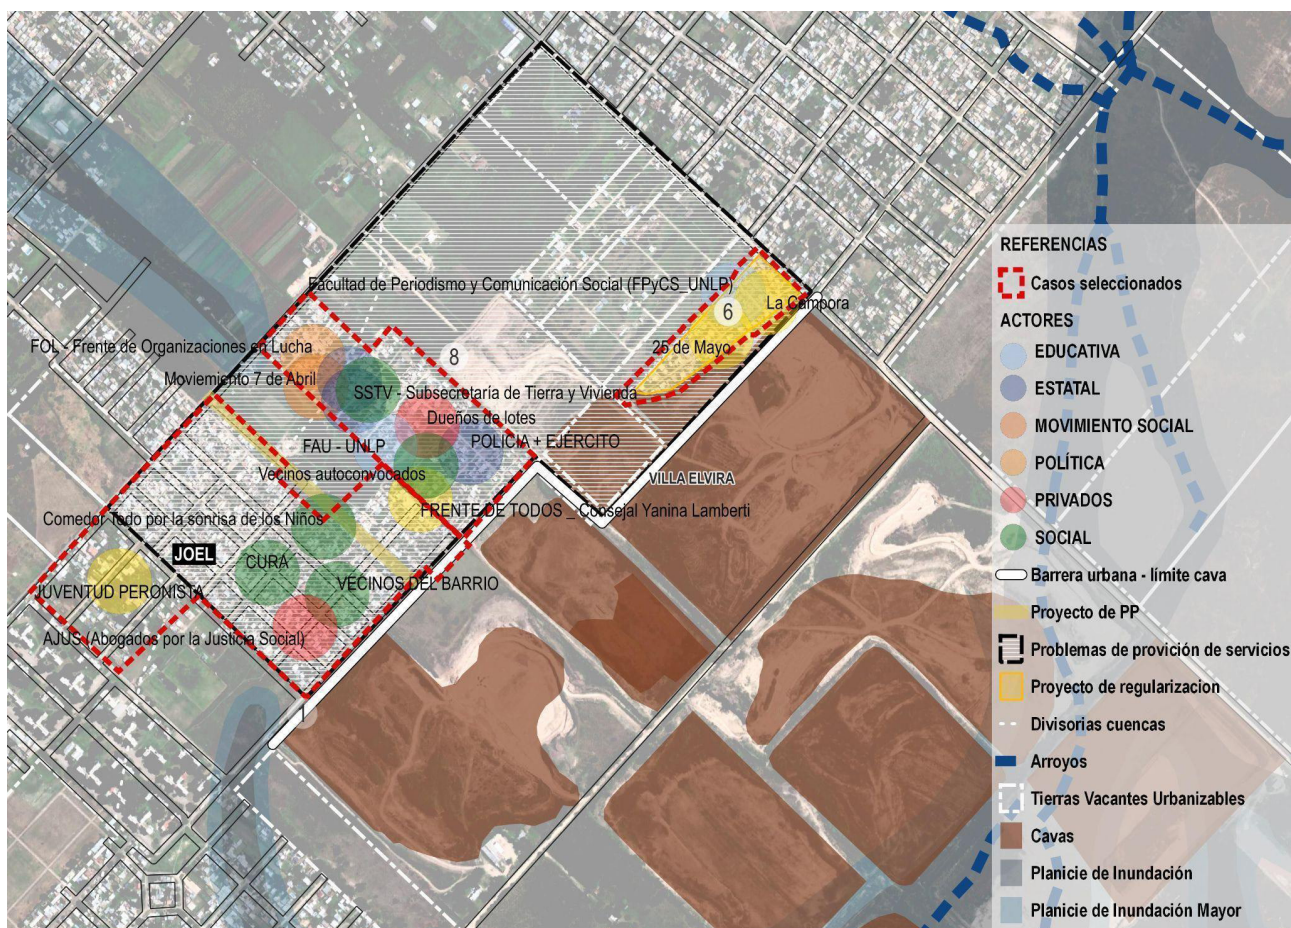 Facultad de Periodismo y Comunicación Social (FPyCS_UNLP)
La Campora
6
25 de Mayo
FOL - Frente de Organizaciones en Lucha
8
Moviemiento 7 de Abril
SSTV - Subsecretaría de Tierra y Vivienda
Dueños de lotes
FAU - UNLP
POLICIA + EJÉRCITO
Vecinos autoconvocados
VILLA ELVIRA
FRENTE DE TODOS _ Consejal Yanina Lamberti
Comedor Todo por la sonrisa de los Niños
JOEL
CURA
JUVENTUD PERONISTA
VECINOS DEL BARRIO
AJUS (Abogados por la Justicia Social)
1
REFERENCIAS
Casos seleccionados
ACTORES
EDUCATIVA
ESTATAL
MOVIMIENTO SOCIAL
POLÍTICA
PRIVADOS
SOCIAL
Barrera urbana - límite cava
Proyecto de PP
Problemas de provición de servicios
Proyecto de regularizacion
Divisorias cuencas
Arroyos
Tierras Vacantes Urbanizables
Cavas
Planicie de Inundación
Planicie de Inundación Mayor